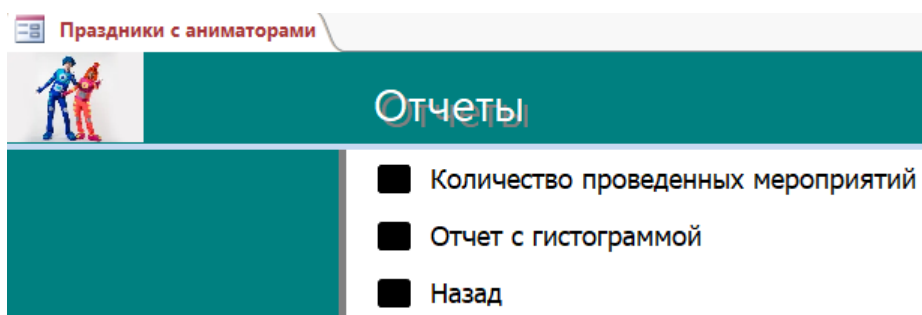 Праздники с аниматорами
Отчеты
Количество проведенных мероприятий
Отчет с гистограммой
Назад